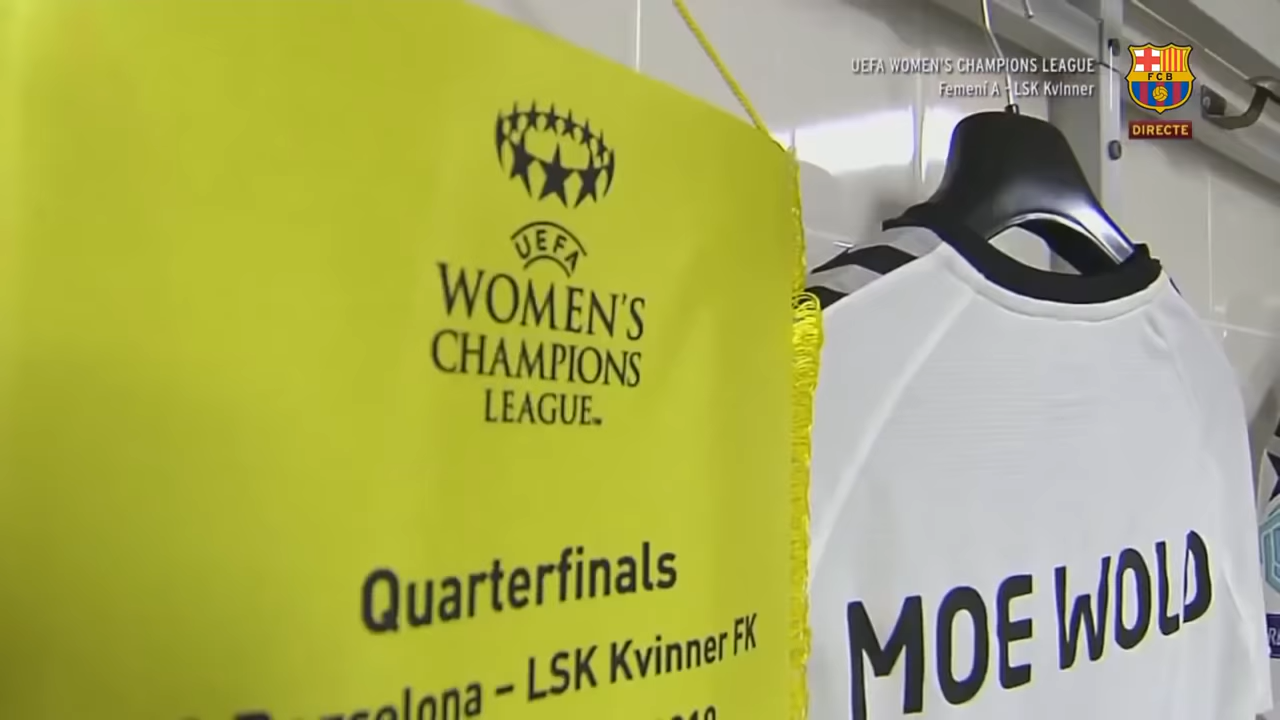 UEFA WOMEN'S CHAMPIONS LEAGUE
Femení A - LSK Kvinner
FCB
DIRECTE
UEFA
WOMEN'S
CHAMPIONS
LEAGUE™
Quarterfinals
Barcelona – LSK Kvinner FK
MOE WOLD